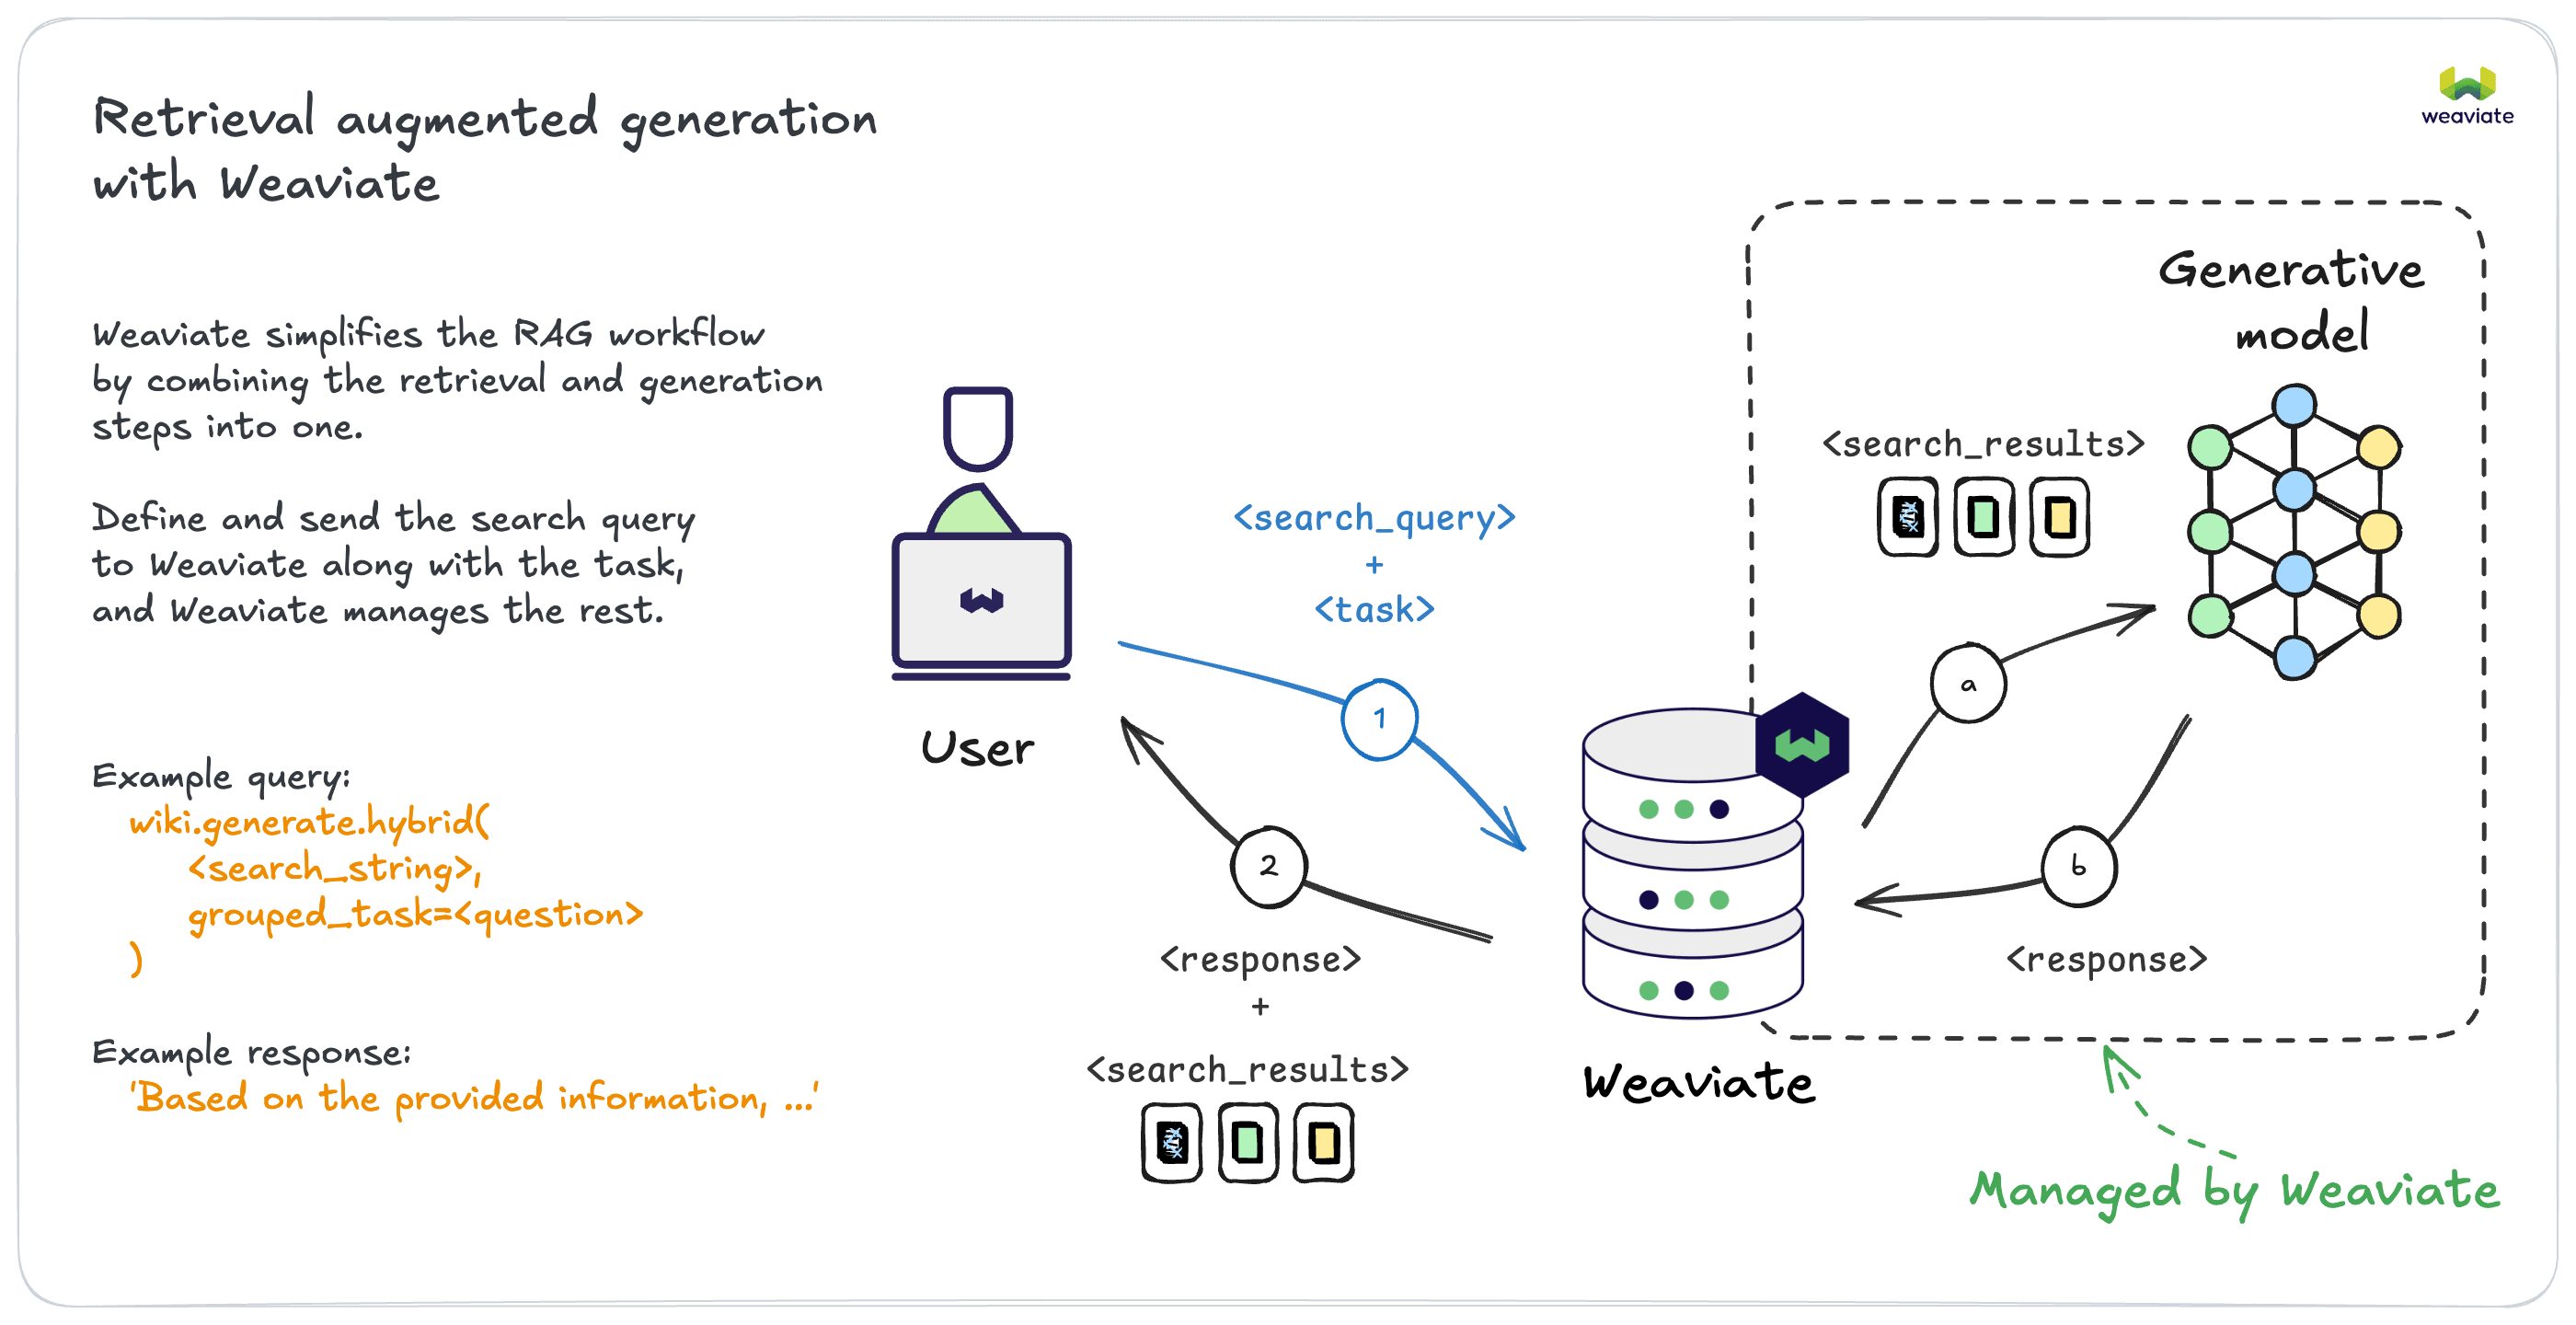 Retrieval augmented generation
with Weaviate
weaviate
Weaviate simplifies the RAG workflow
by combining the retrieval and generation
steps into one.
Define and send the search query
to Weaviate along with the task,
and Weaviate manages the rest.
Example query:
wiki.generate.hybrid(
<search_string>,
grouped_task=<question>
)
Example response:
'Based on the provided information, ...'
User
<search_query>
+
<task>
1
2
<response>
+
<search_results>
Weaviate
Generative
model
<search_results>
a
b
<response>
Managed by Weaviate